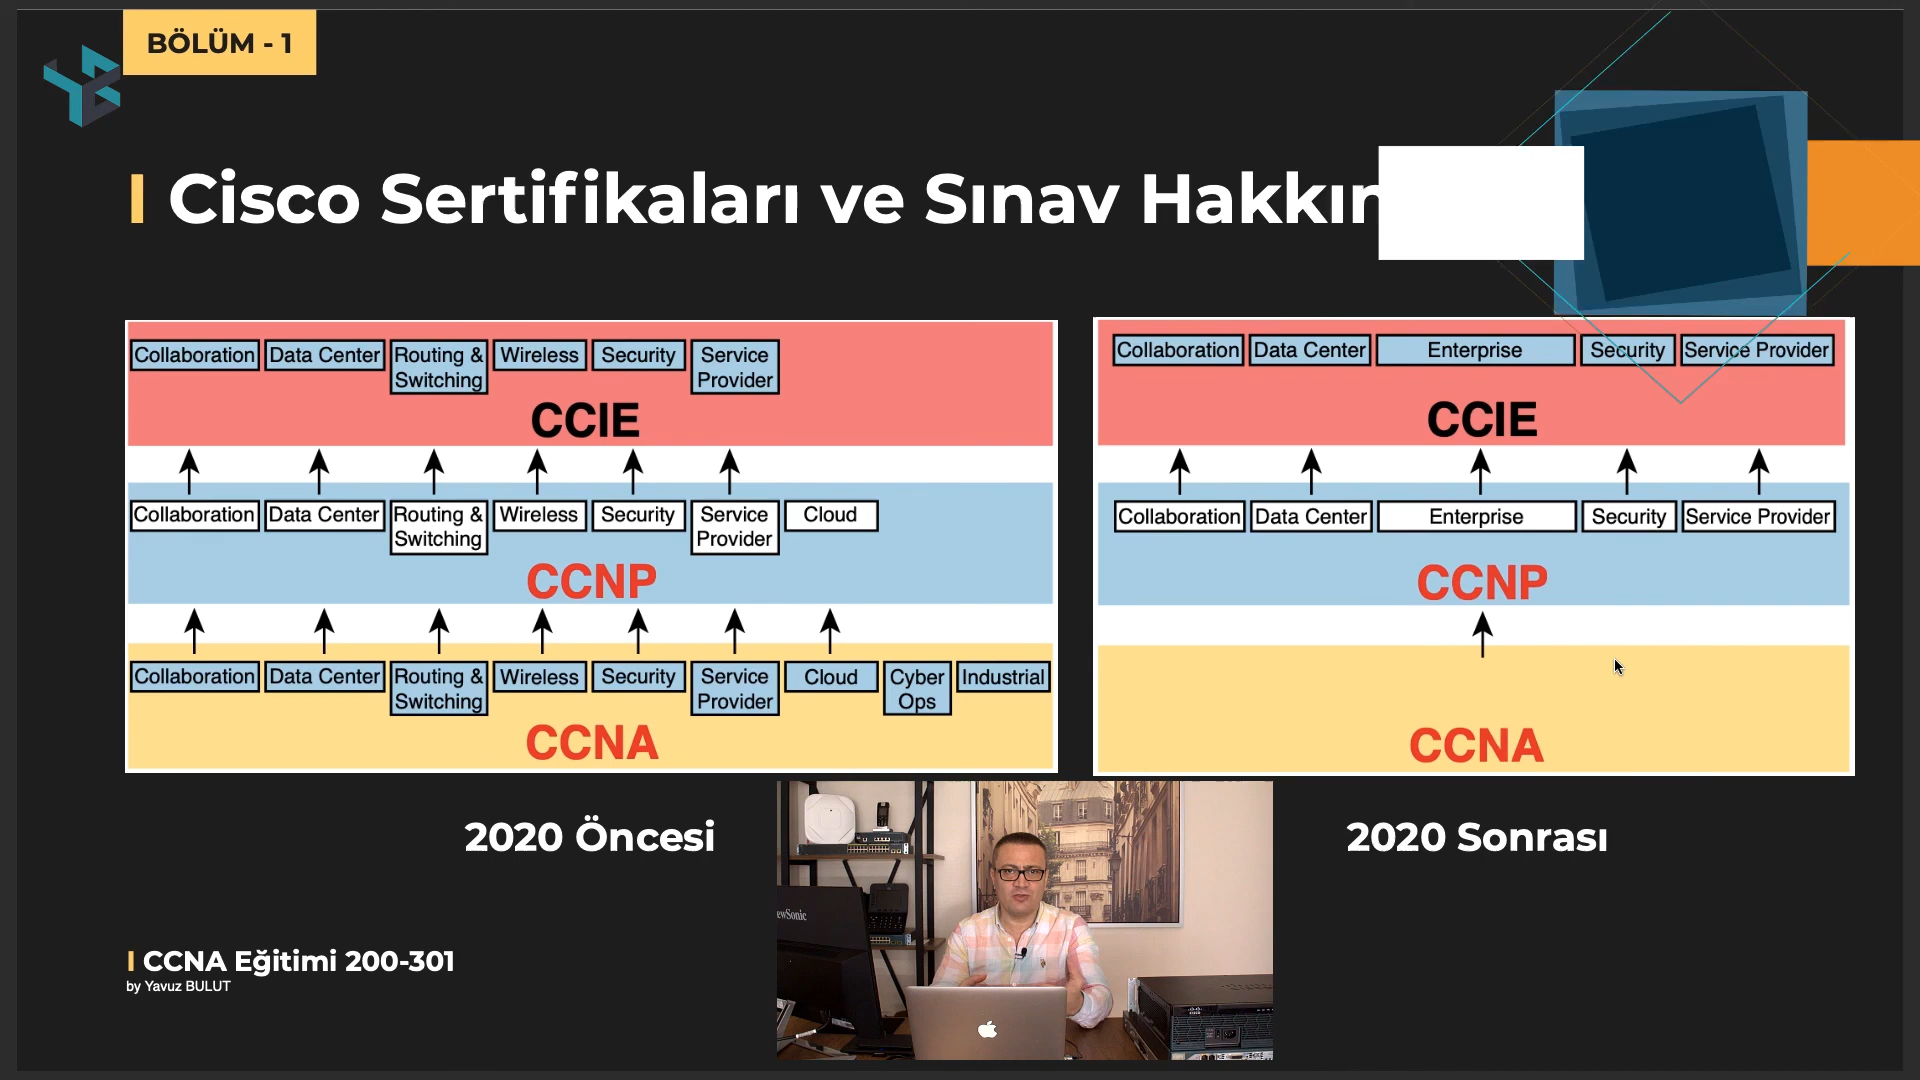 BÖLÜM - 1
Cisco Sertifikaları ve Sınav Hakkın
Collaboration Data Center Routing & Wireless Security Service
Switching Provider
CCIE
Collaboration Data Center Routing & Wireless Security Service Cloud
Switching Provider
CCNP
Collaboration Data Center Routing & Wireless Security Service Cloud Cyber Industrial
Switching Provider Ops
CCNA
2020 Öncesi
Collaboration Data Center Enterprise Security Service Provider
CCIE
Collaboration Data Center Enterprise Security Service Provider
CCNP
CCNA
2020 Sonrası
ewSonic
CCNA Eğitimi 200-301
by Yavuz BULUT